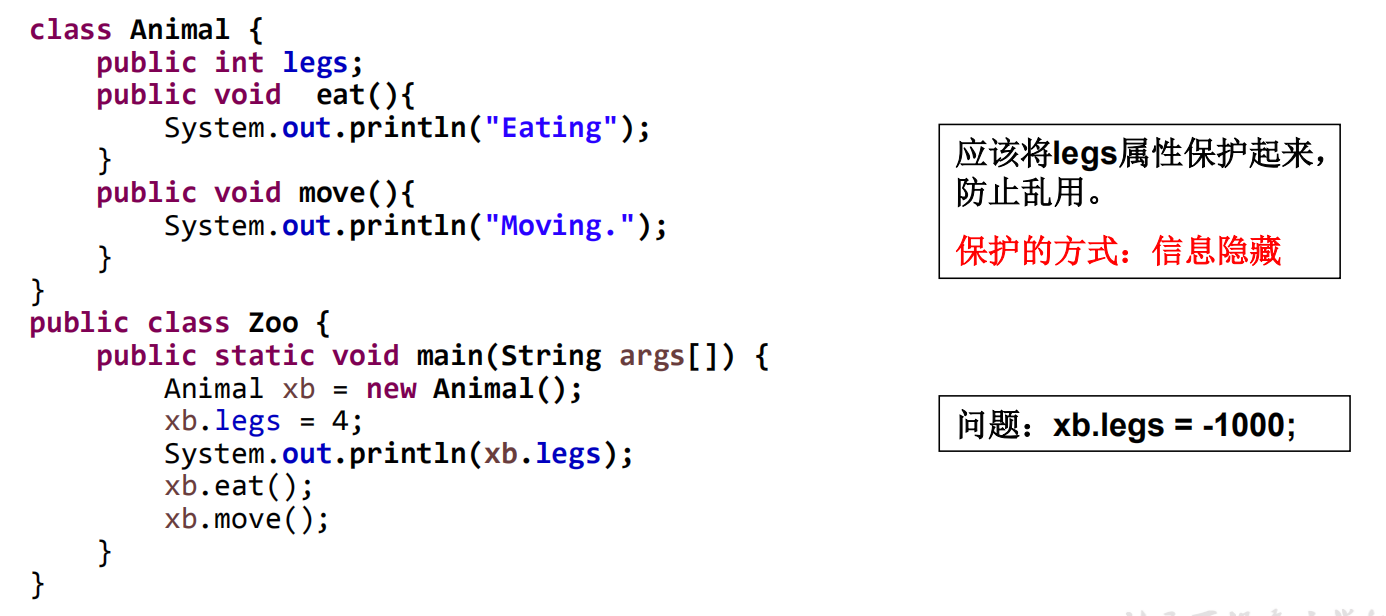 class Animal {
    public int legs;
    public void  eat(){
        System.out.println("Eating");
    }
    public void move(){
        System.out.println("Moving.");
    }
}
public class Zoo {
    public static void main(String args[]) {
        Animal xb = new Animal();
        xb.legs = 4;
        System.out.println(xb.legs);
        xb.eat();
        xb.move();
    }
}
应该将legs属性保护起来，
防止乱用。
保护的方式：信息隐藏
问题：xb.legs = -1000;